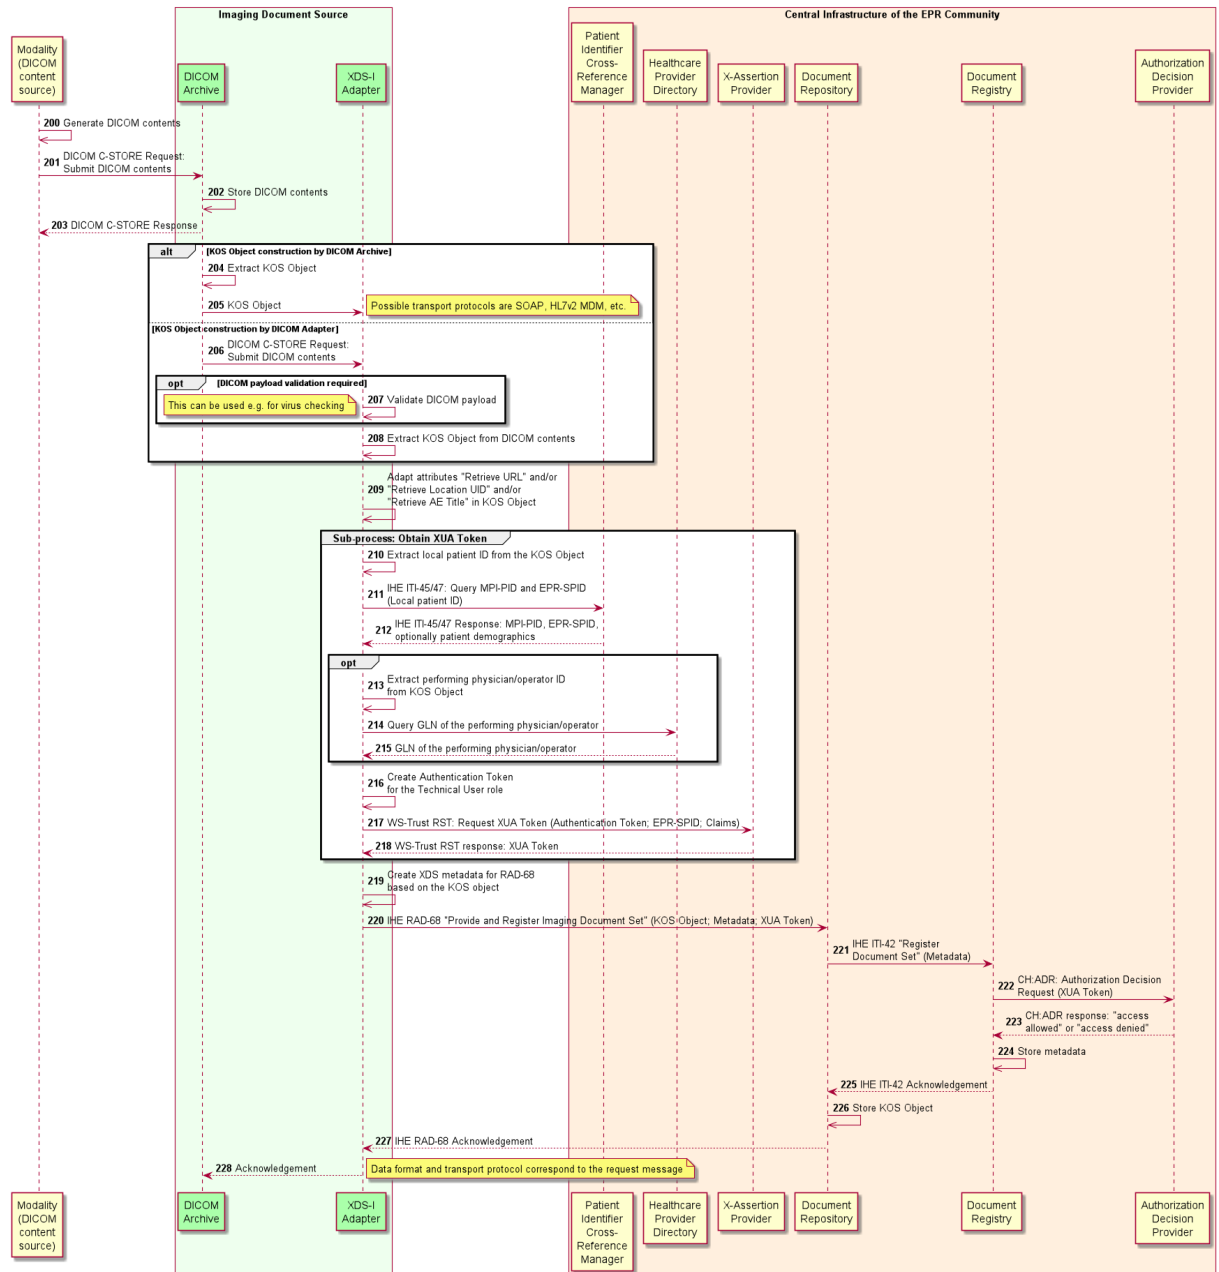 Imaging Document Source
Central Infrastructure of the EPR Community
Modality
(DICOM
content
source)
DICOM
Archive
XDS-I
Adapter
Patient
Identifier
Cross-
Reference
Manager
Healthcare
Provider
Directory
X-Assertion
Provider
Document
Repository
Document
Registry
Authorization
Decision
Provider
200 Generate DICOM contents
201 DICOM C-STORE Request:
Submit DICOM contents
202 Store DICOM contents
203 DICOM C-STORE Response
alt [KOS Object construction by DICOM Archive]
204 Extract KOS Object
205 KOS Object
Possible transport protocols are SOAP, HL7v2 MDM, etc.
[KOS Object construction by DICOM Adapter]
206 DICOM C-STORE Request:
Submit DICOM contents
opt [DICOM payload validation required]
This can be used e.g. for virus checking
207 Validate DICOM payload
208 Extract KOS Object from DICOM contents
209 Adapt attributes "Retrieve URL" and/or
"Retrieve Location UID" and/or
"Retrieve AE Title" in KOS Object
Sub-process: Obtain XUA Token
210 Extract local patient ID from the KOS Object
211 IHE ITI-45/47: Query MPI-PID and EPR-SPID
(Local patient ID)
212 IHE ITI-45/47 Response: MPI-PID, EPR-SPID,
optionally patient demographics
opt
213 Extract performing physician/operator ID
from KOS Object
214 Query GLN of the performing physician/operator
215 GLN of the performing physician/operator
216 Create Authentication Token
for the Technical User role
217 WS-Trust RST: Request XUA Token (Authentication Token; EPR-SPID; Claims)
218 WS-Trust RST response: XUA Token
219 Create XDS metadata for RAD-68
based on the KOS object
220 IHE RAD-68 "Provide and Register Imaging Document Set" (KOS Object; Metadata; XUA Token)
221 IHE ITI-42 "Register
Document Set" (Metadata)
222 CH:ADR: Authorization Decision
Request (XUA Token)
223 CH:ADR response: "access
allowed" or "access denied"
224 Store metadata
225 IHE ITI-42 Acknowledgement
226 Store KOS Object
227 IHE RAD-68 Acknowledgement
228 Acknowledgement
Data format and transport protocol correspond to the request message
Modality
(DICOM
content
source)
DICOM
Archive
XDS-I
Adapter
Patient
Identifier
Cross-
Reference
Manager
Healthcare
Provider
Directory
X-Assertion
Provider
Document
Repository
Document
Registry
Authorization
Decision
Provider